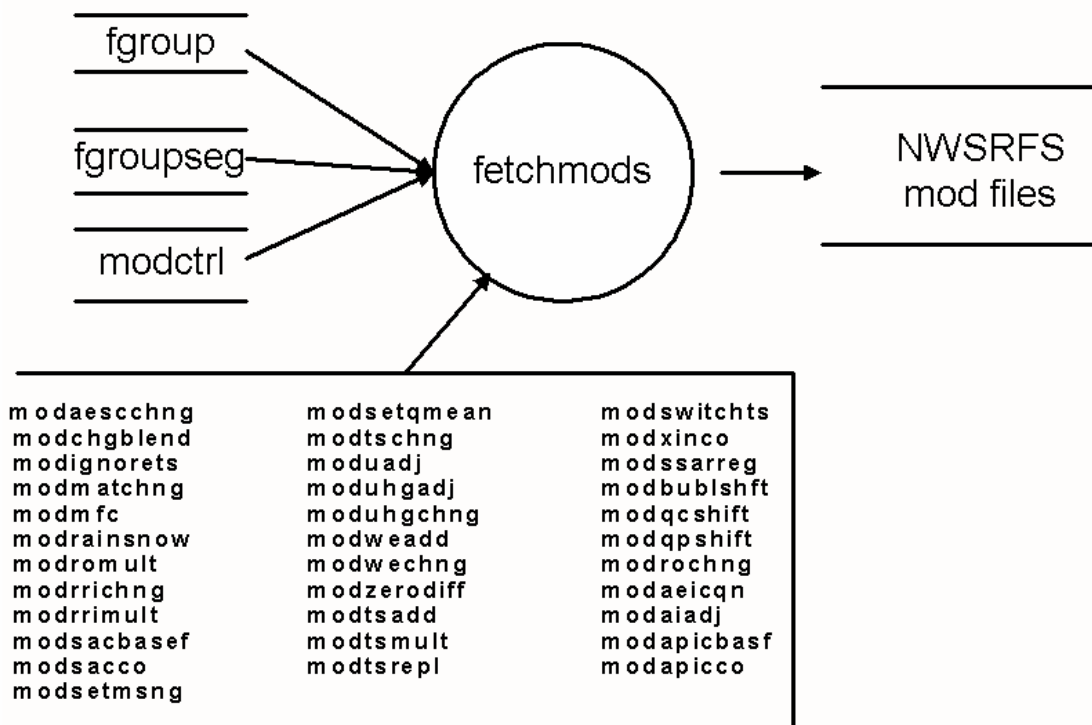 fgroup
fgroupseg
modctrl
fetchmods
NWSRFS
mod files
modaescchng
modchgblend
modignorets
modmatchng
modmfc
modrainsnow
modromult
modrrichng
modrrimult
modsacbasef
modsacco
modsetmsng
modsetqmean
modtschng
moduadj
moduhgadj
moduhgchng
modweadd
modwechng
modzerodiff
modtsadd
modtsmult
modtsrepl
modswitchts
modxinco
modssarreg
modbublshft
modqcshift
modqpshift
modrochng
modaeicqn
modaiadj
modapicbasf
modapicco